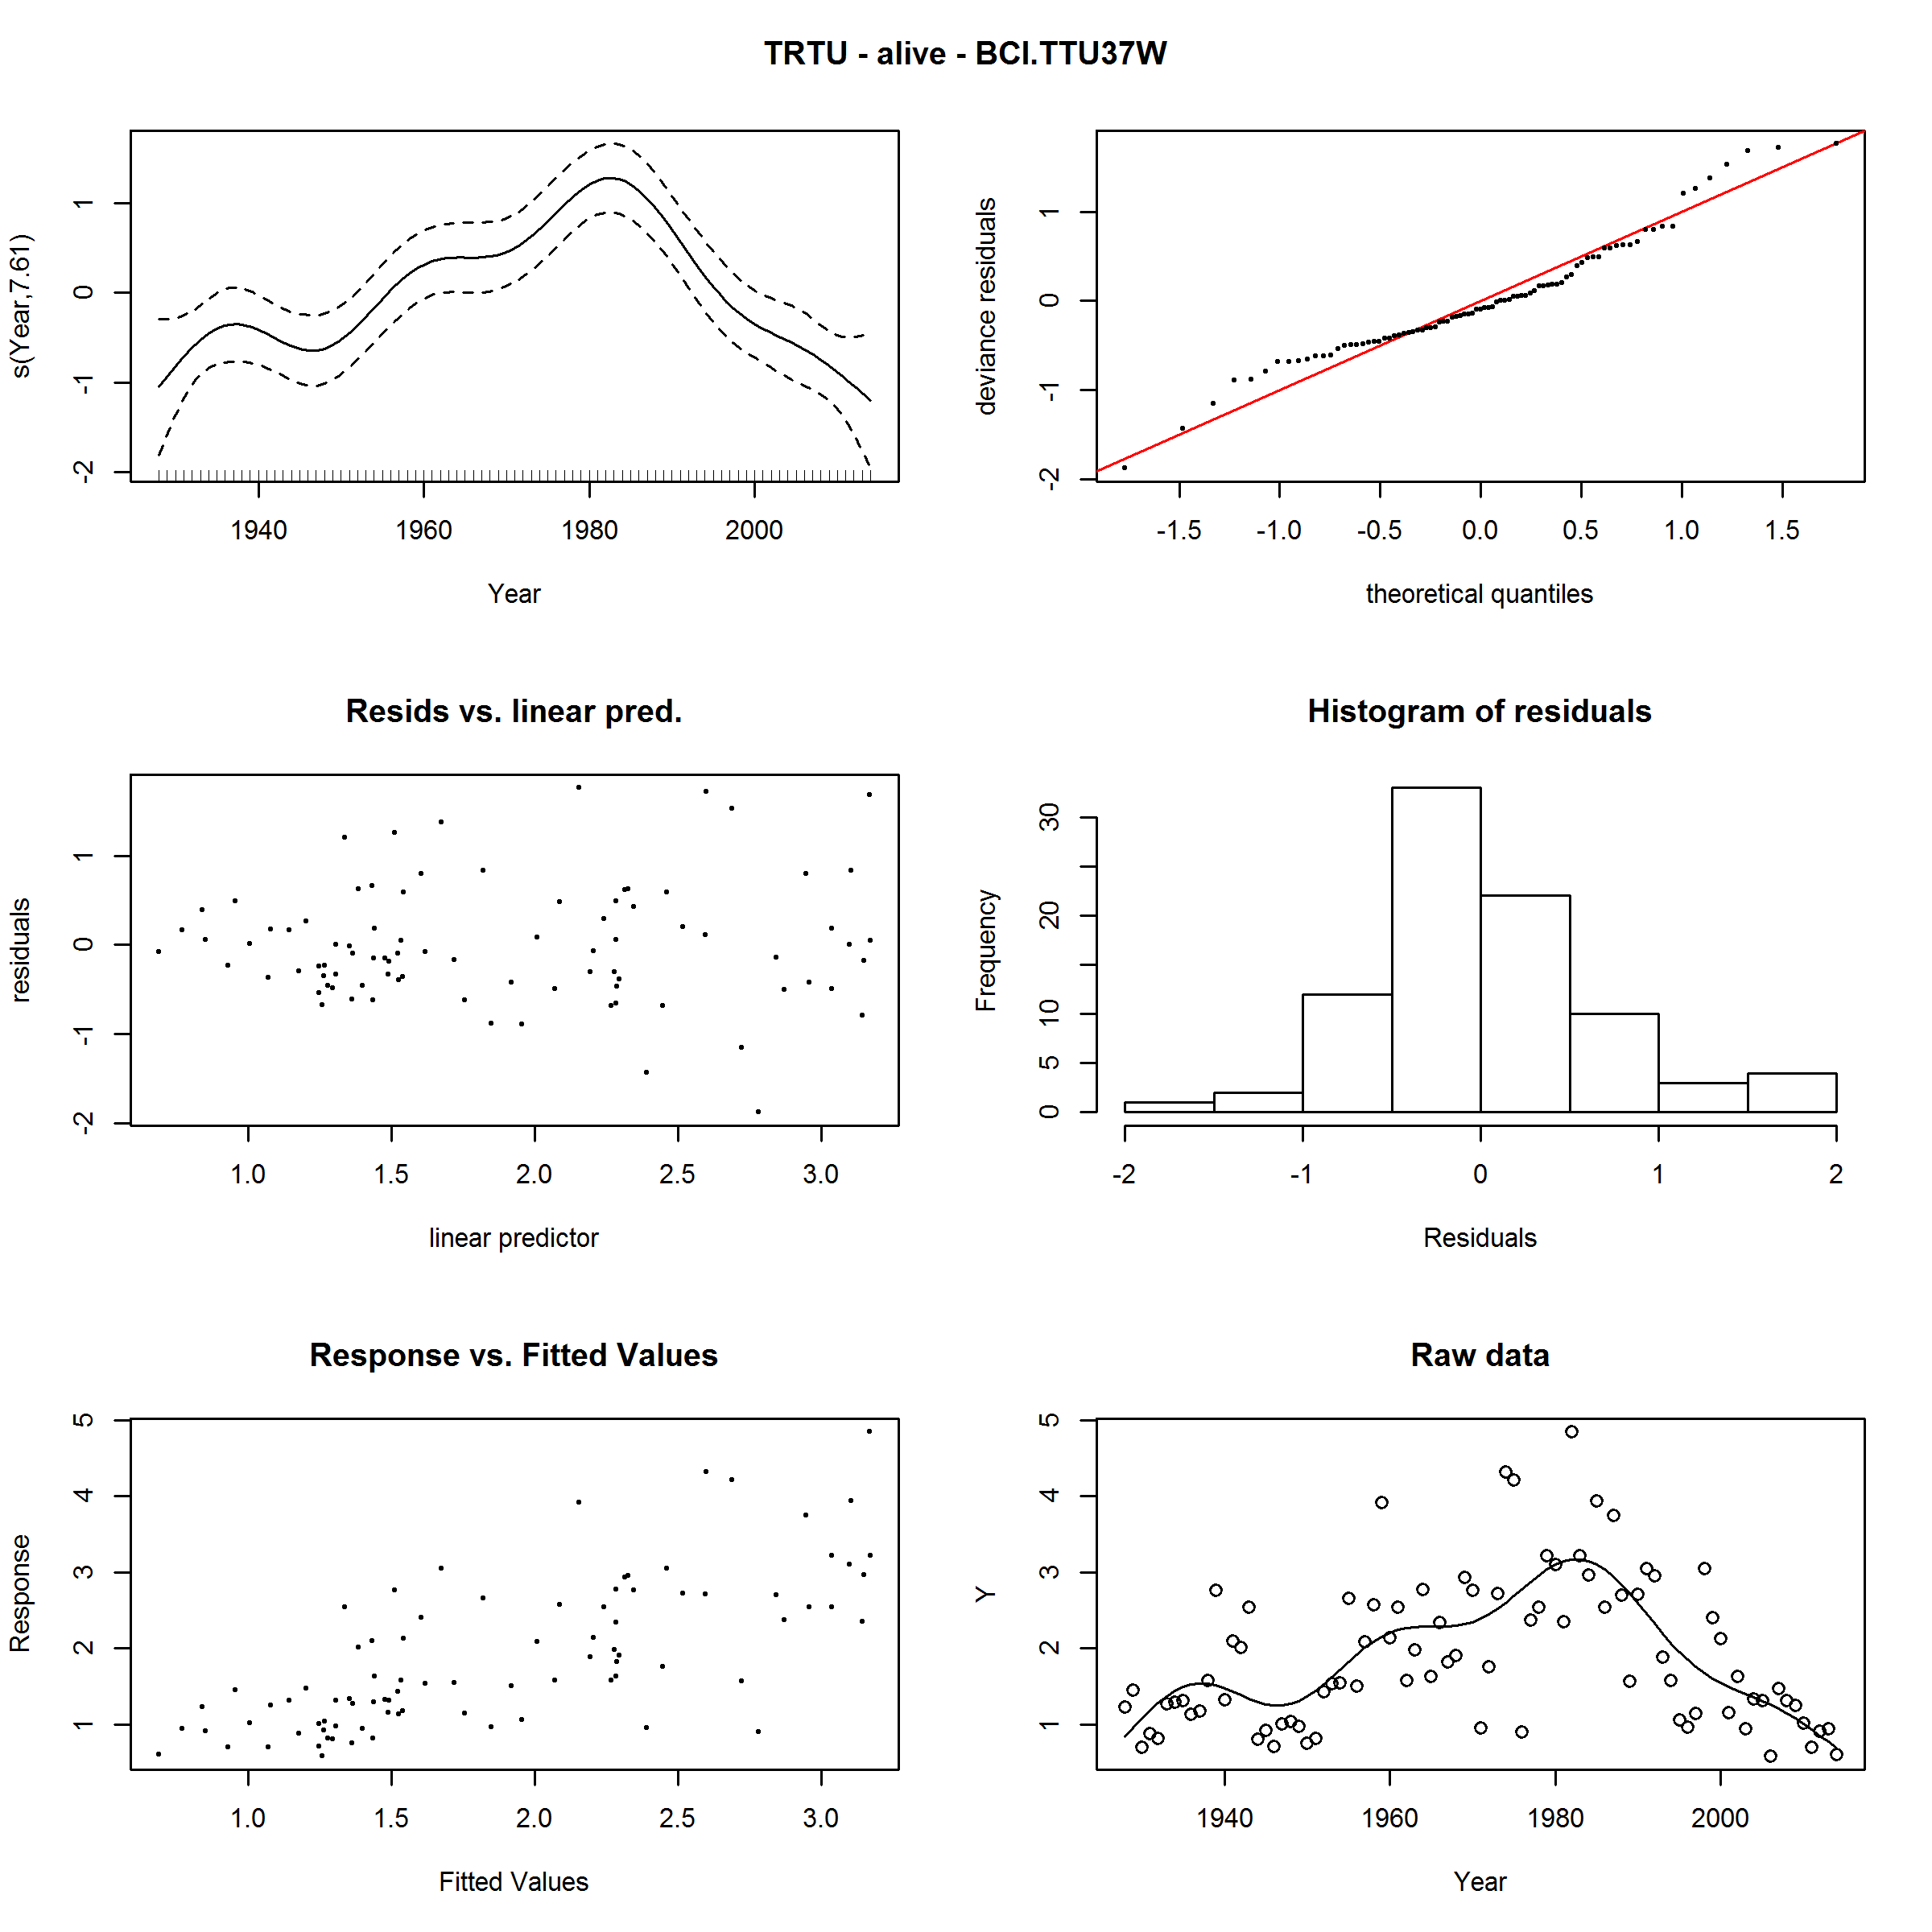 TRTU - alive - BCI.TTU37W
s(Year,7.61)
1
0
-1
-2
1940 1960 1980 2000
Year
deviance residuals
1
0
-1
-2
-1.5 -1.0 -0.5 0.0 0.5 1.0 1.5
theoretical quantiles
Resids vs. linear pred.
residuals
1
0
-1
-2
1.0 1.5 2.0 2.5 3.0
linear predictor
Histogram of residuals
Frequency
30
20
10
5
0
-2 -1 0 1 2
Residuals
Response vs. Fitted Values
Response
5
4
3
2
1
1.0 1.5 2.0 2.5 3.0
Fitted Values
Raw data
Y
5
4
3
2
1
1940 1960 1980 2000
Year